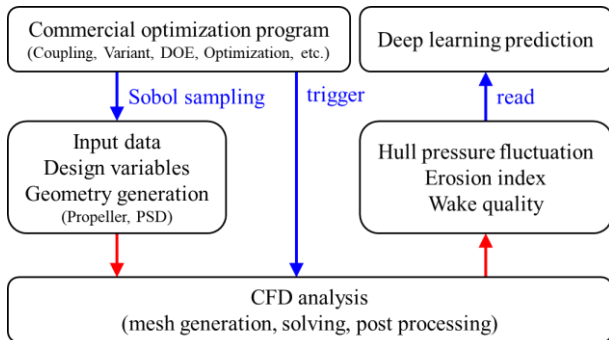 Commercial optimization program
(Coupling, Variant, DOE, Optimization, etc.)
Deep learning prediction
Sobol sampling
trigger
read
Input data
Design variables
Geometry generation
(Propeller, PSD)
Hull pressure fluctuation
Erosion index
Wake quality
CFD analysis
(mesh generation, solving, post processing)